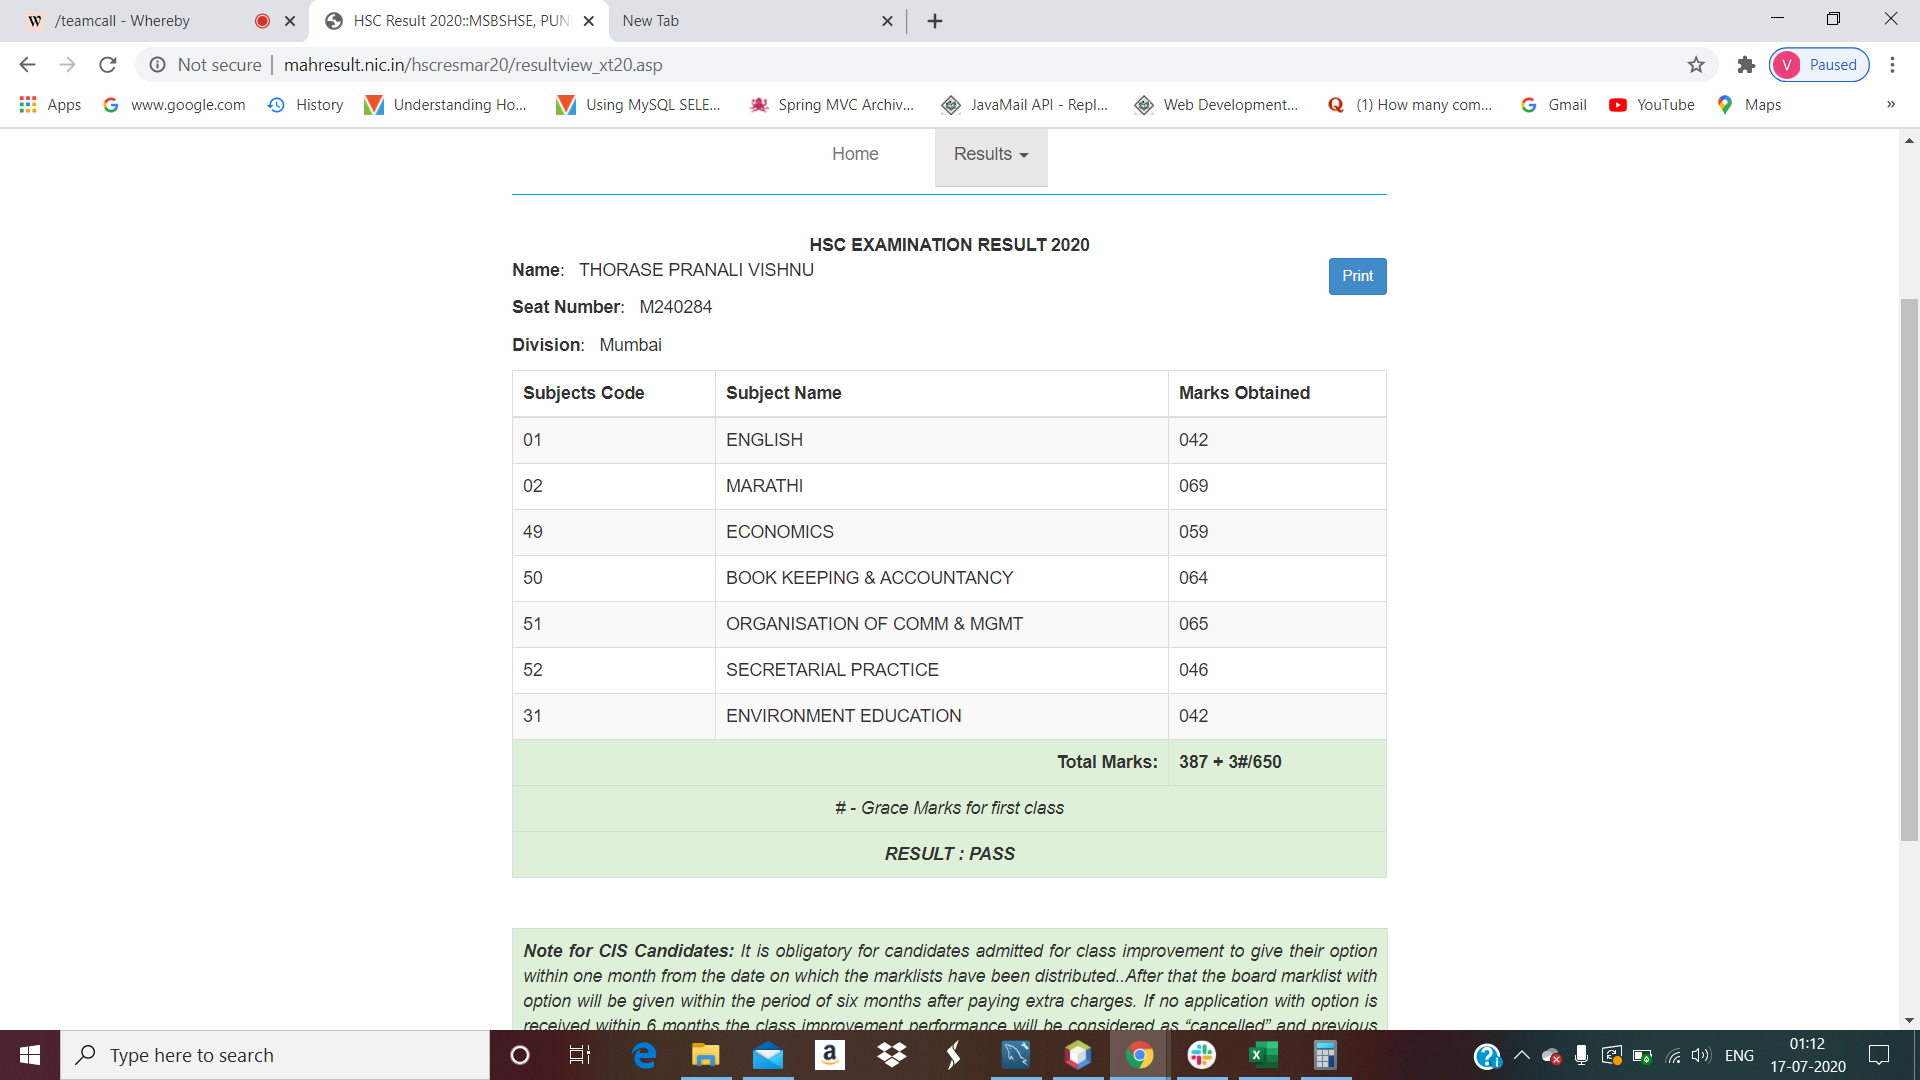 /teamcall - Whereby
HSC Result 2020::MSBSHSE, PUN
New Tab
Not secure | mahresult.nic.in/hscresmar20/resultview_xt20.asp
V Paused
Apps www.google.com History Understanding Ho... Using MySQL SELE... Spring MVC Archiv... JavaMail API - Repl... Web Development... (1) How many com... Gmail YouTube Maps »
Home Results
HSC EXAMINATION RESULT 2020
Name: THORASE PRANALI VISHNU
Print
Seat Number: M240284
Division: Mumbai
Subjects Code Subject Name Marks Obtained
01 ENGLISH 042
02 MARATHI 069
49 ECONOMICS 059
50 BOOK KEEPING & ACCOUNTANCY 064
51 ORGANISATION OF COMM & MGMT 065
52 SECRETARIAL PRACTICE 046
31 ENVIRONMENT EDUCATION 042
Total Marks: 387 + 3#/650
# - Grace Marks for first class
RESULT : PASS
Note for CIS Candidates: It is obligatory for candidates admitted for class improvement to give their option
within one month from the date on which the marklists have been distributed..After that the board marklist with
option will be given within the period of six months after paying extra charges. If no application with option is
received within 6 months the class improvement performance will be considered as “cancelled” and previous
Type here to search
ENG
01:12
17-07-2020